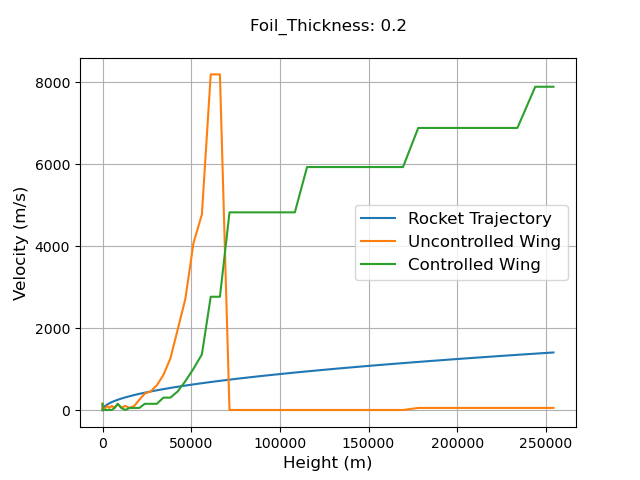 Foil_Thickness: 0.2
8000
6000
4000
2000
0
Velocity (m/s)
Rocket Trajectory
Uncontrolled Wing
Controlled Wing
0 50000 100000 150000 200000 250000
Height (m)